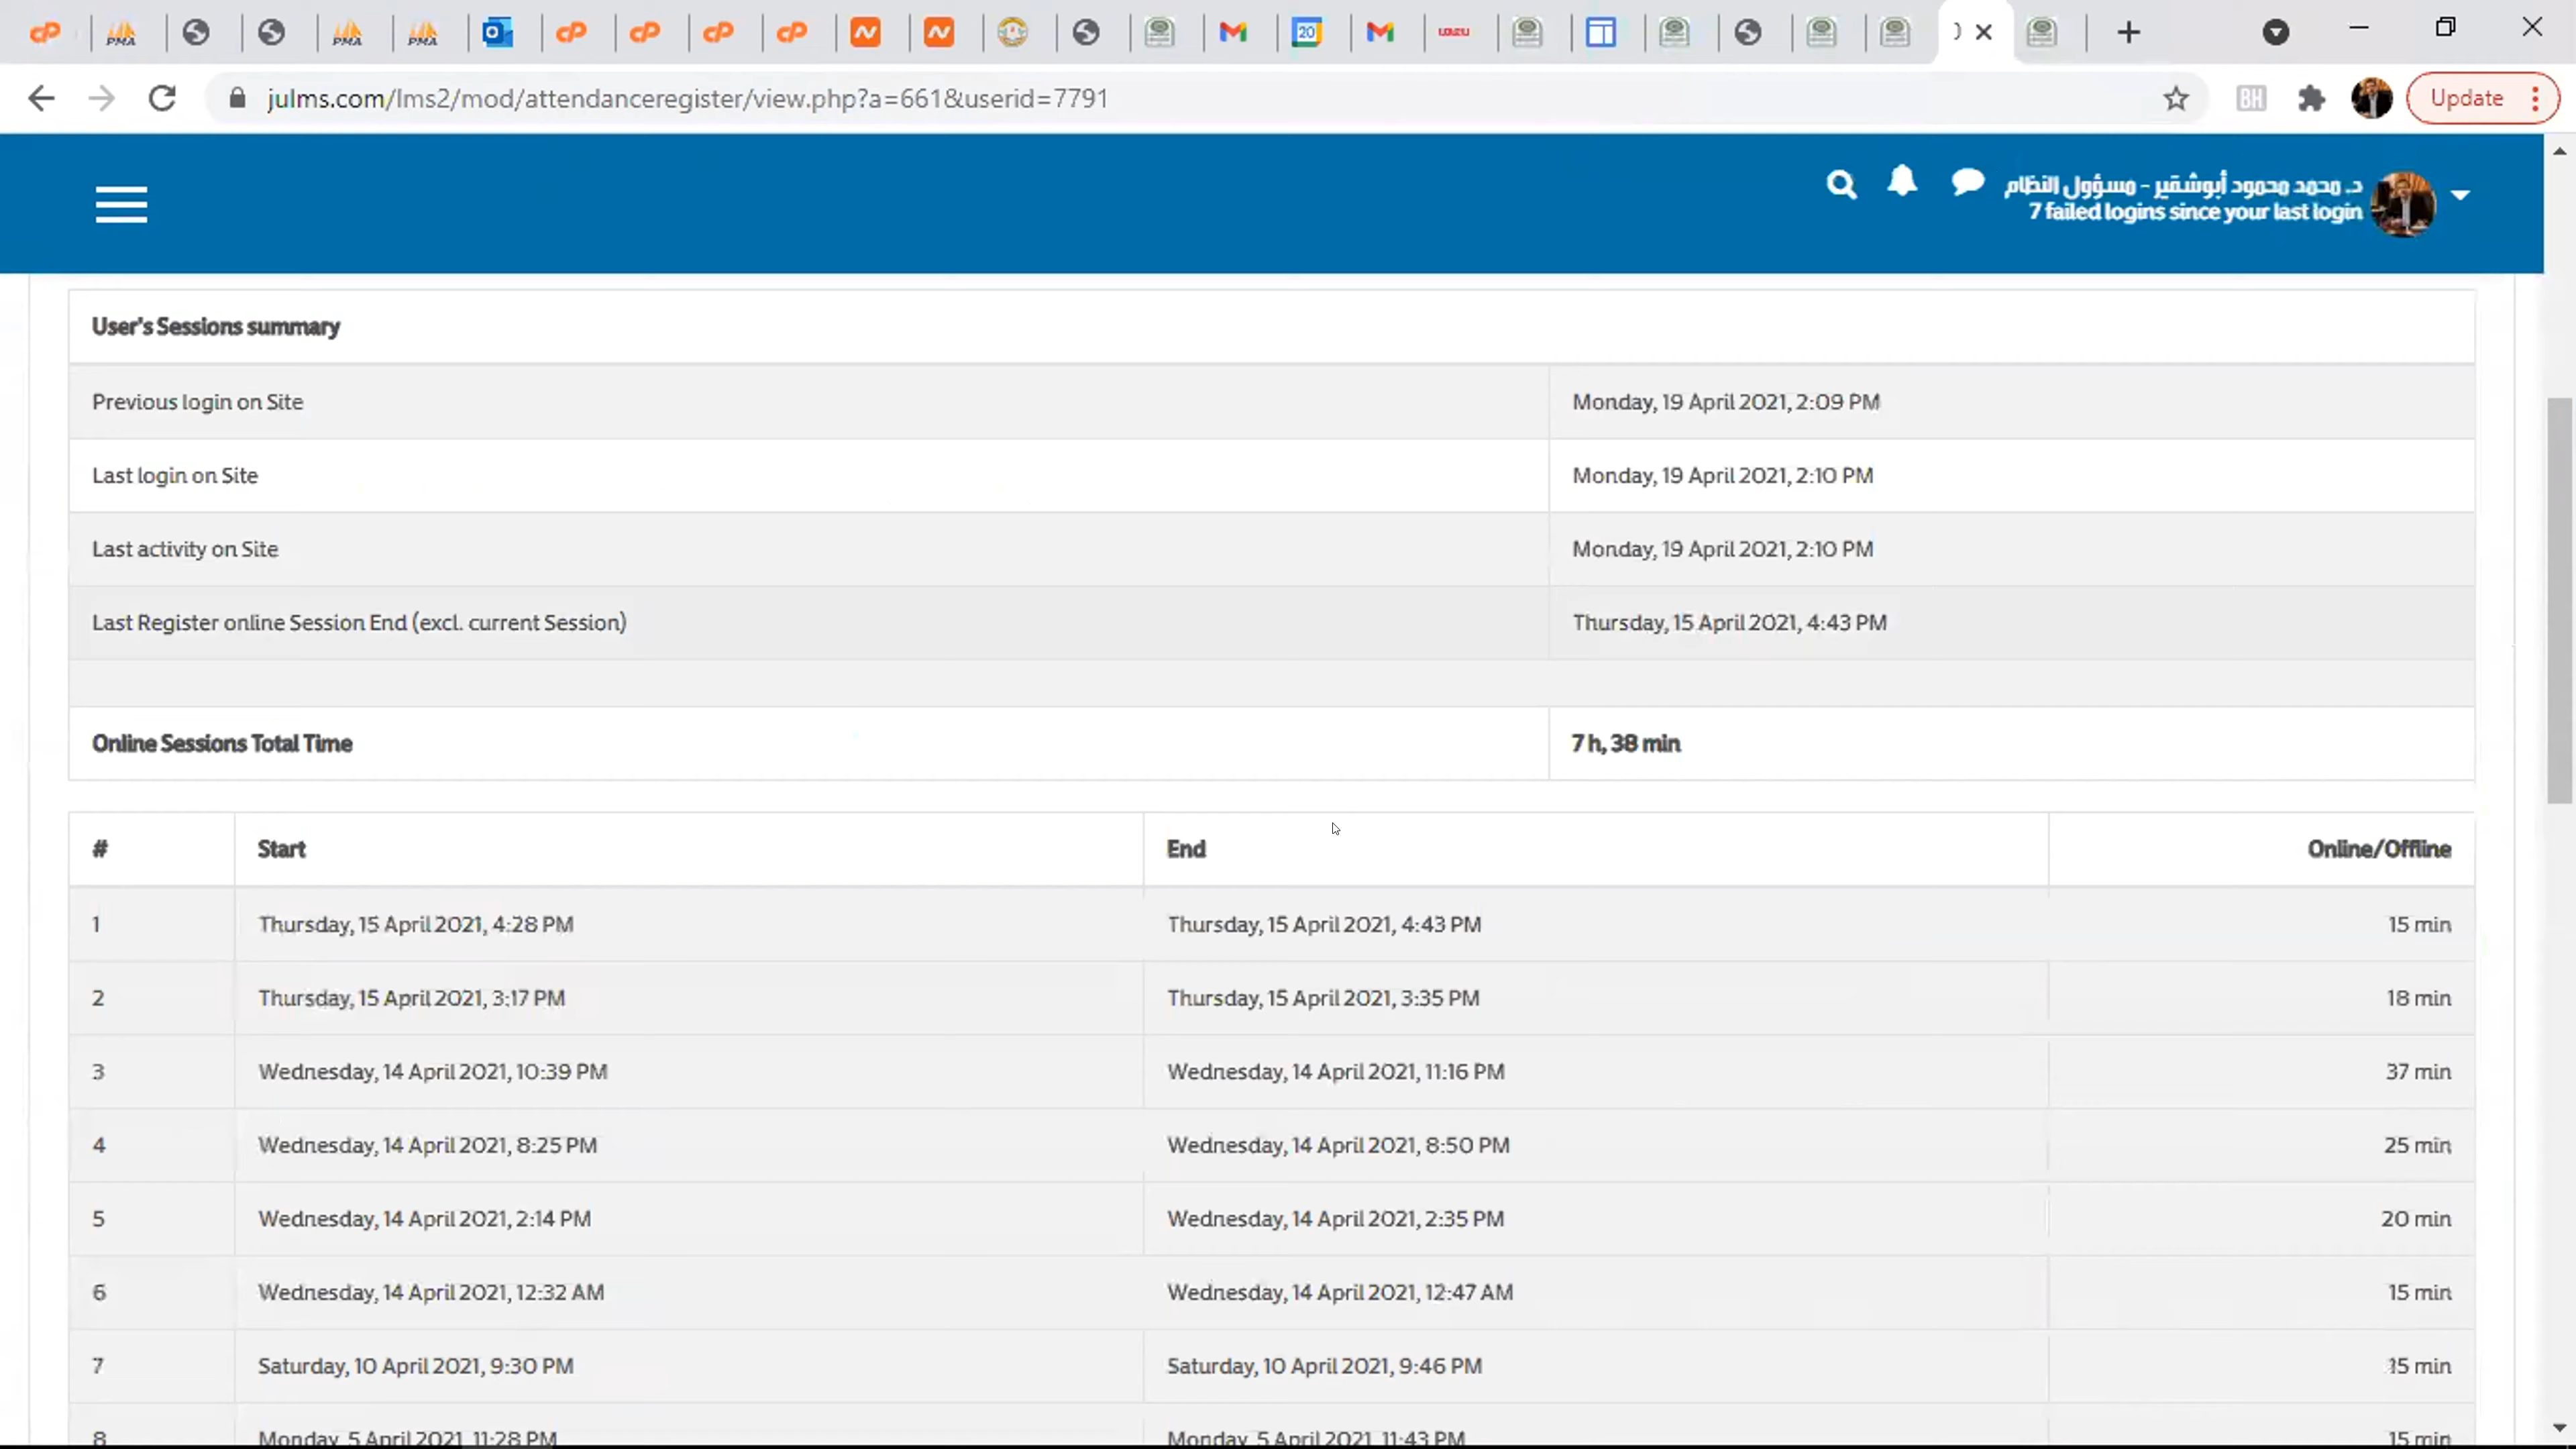 julms.com/lms2/mod/attendanceregister/view.php?a=661&userid=7791
BH
Update
د. محمد محمود أبوشقير - مسؤول النظام
7 failed logins since your last login
User's Sessions summary
Previous login on Site Monday, 19 April 2021, 2:09 PM
Last login on Site Monday, 19 April 2021, 2:10 PM
Last activity on Site Monday, 19 April 2021, 2:10 PM
Last Register online Session End (excl. current Session) Thursday, 15 April 2021, 4:43 PM
Online Sessions Total Time 7 h, 38 min
# Start End Online/Offline
1 Thursday, 15 April 2021, 4:28 PM Thursday, 15 April 2021, 4:43 PM 15 min
2 Thursday, 15 April 2021, 3:17 PM Thursday, 15 April 2021, 3:35 PM 18 min
3 Wednesday, 14 April 2021, 10:39 PM Wednesday, 14 April 2021, 11:16 PM 37 min
4 Wednesday, 14 April 2021, 8:25 PM Wednesday, 14 April 2021, 8:50 PM 25 min
5 Wednesday, 14 April 2021, 2:14 PM Wednesday, 14 April 2021, 2:35 PM 20 min
6 Wednesday, 14 April 2021, 12:32 AM Wednesday, 14 April 2021, 12:47 AM 15 min
7 Saturday, 10 April 2021, 9:30 PM Saturday, 10 April 2021, 9:46 PM 15 min
8 Monday, 5 April 2021, 11:28 PM Monday, 5 April 2021, 11:43 PM 15 min